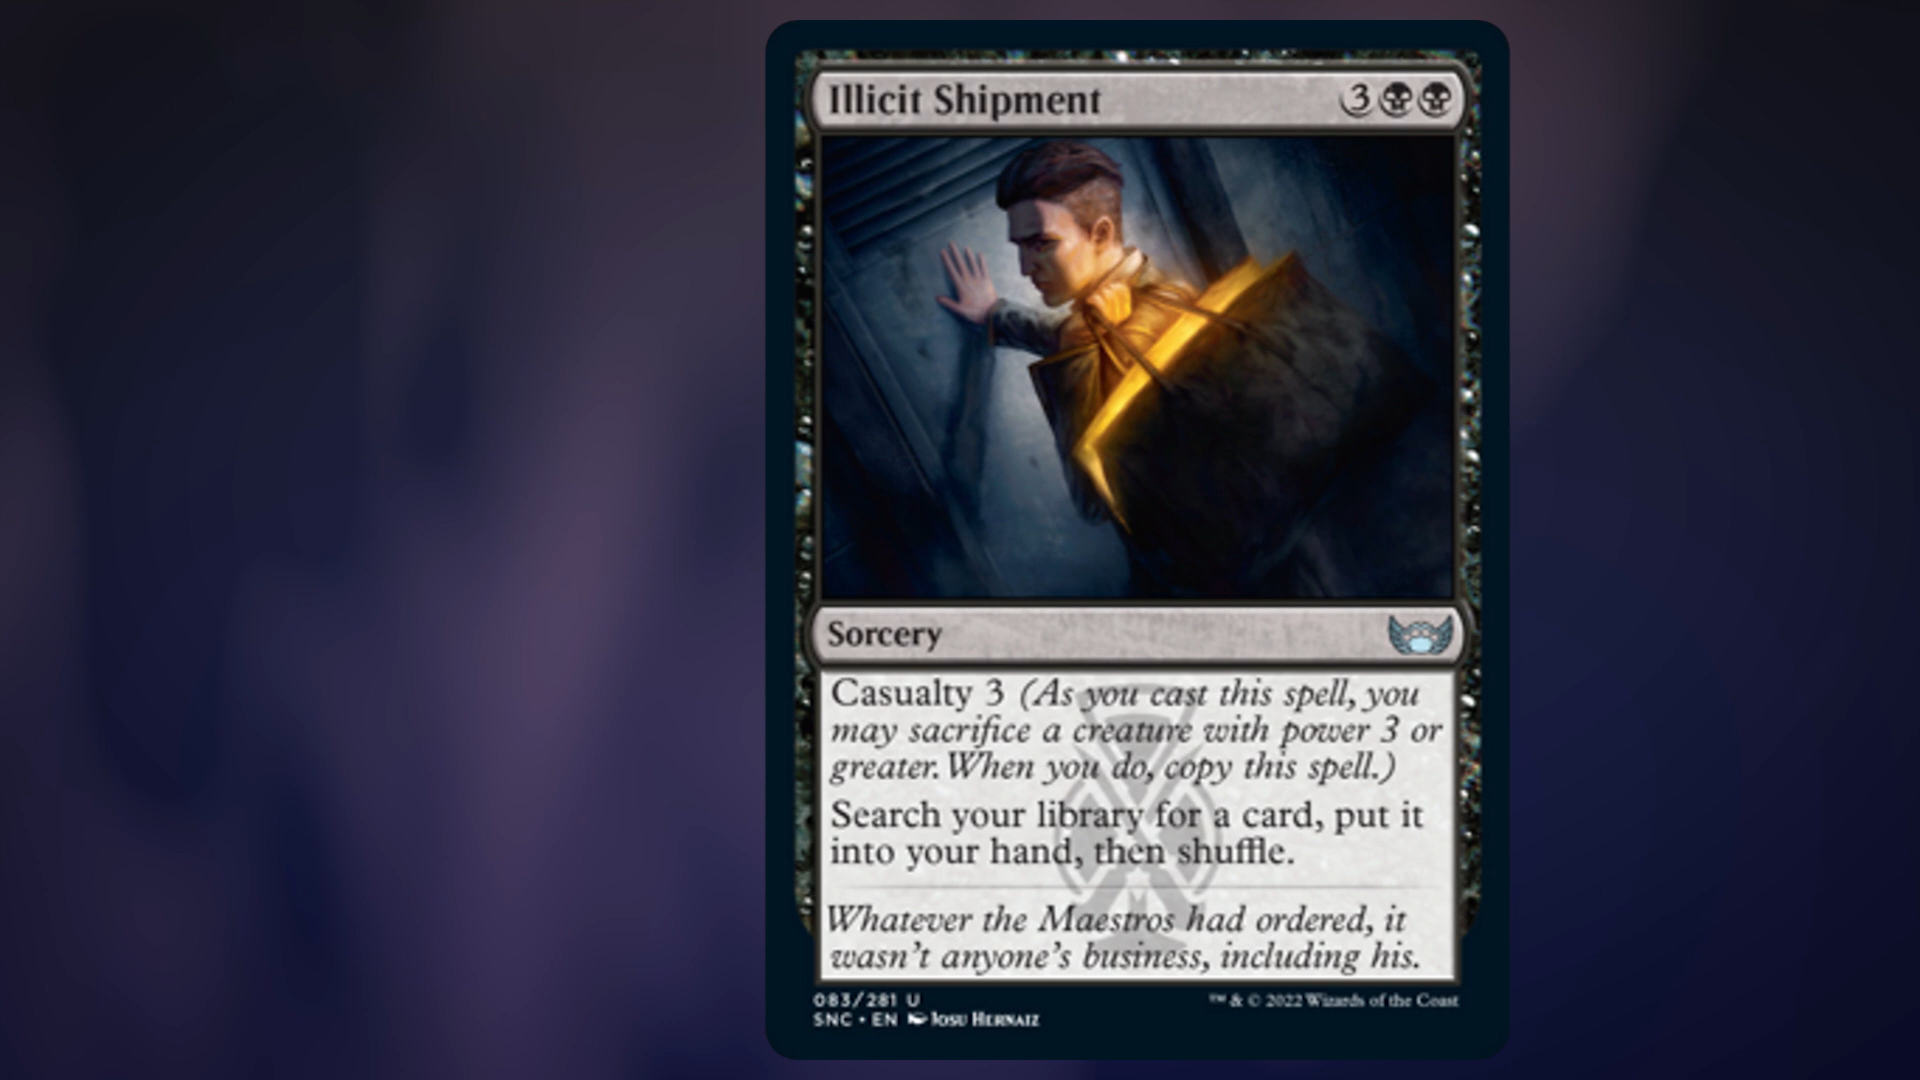 Illicit Shipment 3
Sorcery
Casualty 3 (As you cast this spell, you
may sacrifice a creature with power 3 or
greater. When you do, copy this spell.)
Search your library for a card, put it
into your hand, then shuffle.
Whatever the Maestros had ordered, it
wasn't anyone's business, including his.
083/281 U ™ & © 2022 Wizards of the Coast
SNC • EN Josu Hernaiz